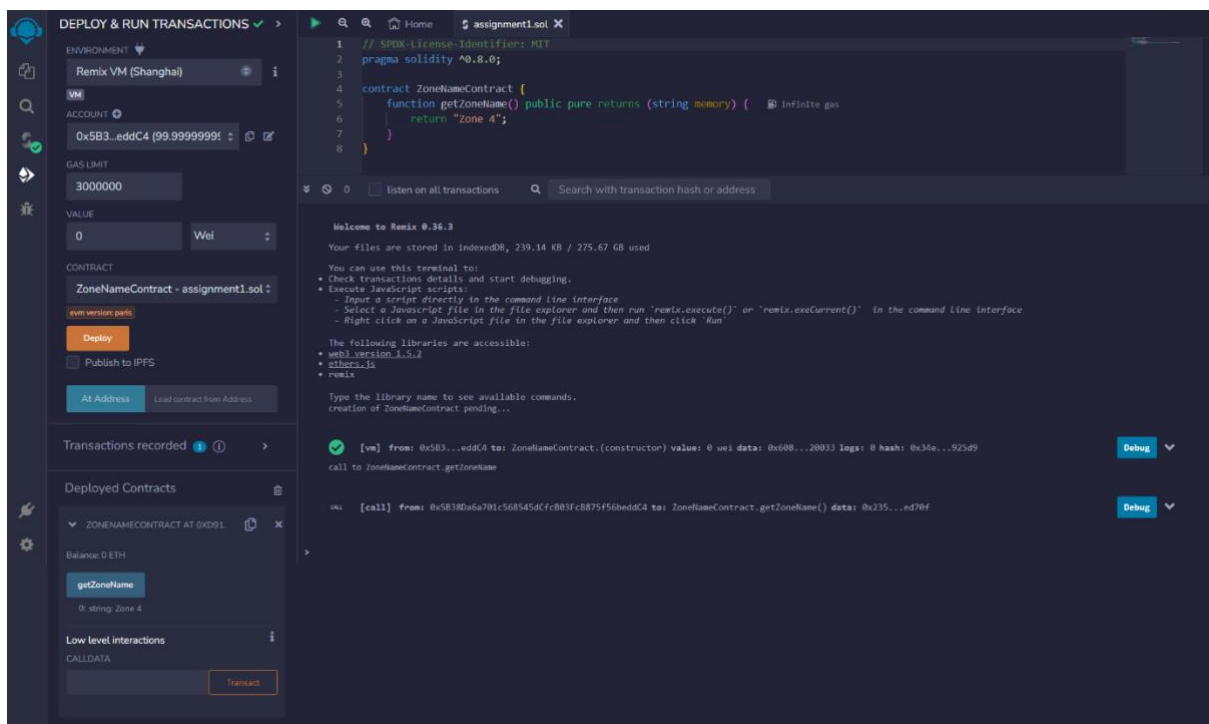 DEPLOY & RUN TRANSACTIONS
ENVIRONMENT
Remix VM (Shanghai)
VM
ACCOUNT
0x5B3...eddC4 (99.99999999
GAS LIMIT
3000000
VALUE
0
Wei
CONTRACT
ZoneNameContract - assignment1.sol
evm version: paris
Deploy
Publish to IPFS
At Address
Load contract from Address
Transactions recorded 1
Deployed Contracts
ZONENAMECONTRACT AT 0XD91.
Balance: 0 ETH
getZoneName
0: string: Zone 4
Low level interactions
CALLDATA
Transact
Home
assignment1.sol
1 // SPDX-License-Identifier: MIT
2 pragma solidity ^0.8.0;
3
4 contract ZoneNameContract {
5 function getZoneName() public pure returns (string memory) { infinite gas
6 return "Zone 4";
7 }
8 }
0
listen on all transactions
Search with transaction hash or address
Welcome to Remix 0.36.3
Your files are stored in indexedDB, 239.14 KB / 275.67 GB used
You can use this terminal to:
• Check transactions details and start debugging.
• Execute JavaScript scripts:
- Input a script directly in the command line interface
- Select a Javascript file in the file explorer and then run `remix.execute()` or `remix.exeCurrent()` in the command line interface
- Right click on a JavaScript file in the file explorer and then click `Run`
The following libraries are accessible:
• web3 version 1.5.2
• ethers.js
• remix
Type the library name to see available commands.
creation of ZoneNameContract pending...
[vm] from: 0x5B3...eddC4 to: ZoneNameContract.(constructor) value: 0 wei data: 0x608...20033 logs: 0 hash: 0x34e...925d9
Debug
call to ZoneNameContract.getZoneName
CALL
[call] from: 0x5B38Da6a701c568545dCfcB03FcB875f56beddC4 to: ZoneNameContract.getZoneName() data: 0x235...ed70f
Debug
>